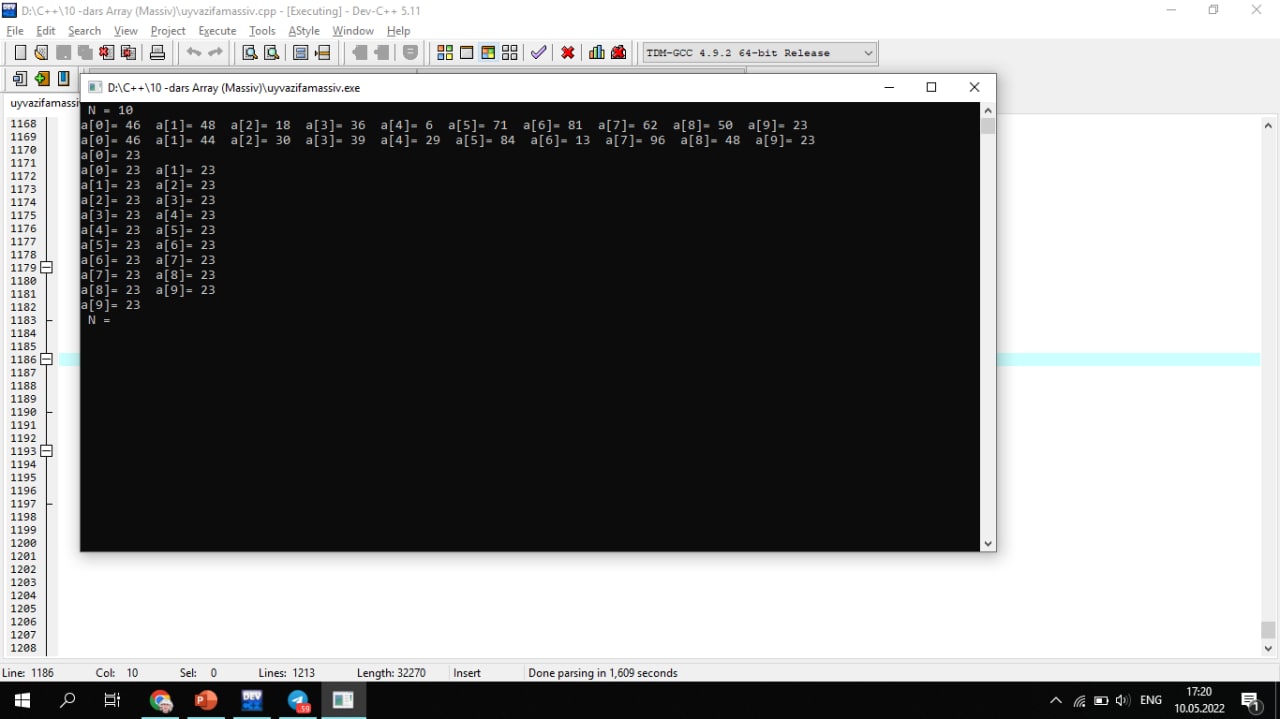 D:\C++\10 -dars Array (Massiv)\uyvazifamassiv.cpp - [Executing] - Dev-C++ 5.11
File Edit Search View Project Execute Tools AStyle Window Help
TDM-GCC 4.9.2 64-bit Release
D:\C++\10 -dars Array (Massiv)\uyvazifamassiv.exe
uyvazifamassi
N = 10
a[0]= 46 a[1]= 48 a[2]= 18 a[3]= 36 a[4]= 6 a[5]= 71 a[6]= 81 a[7]= 62 a[8]= 50 a[9]= 23
a[0]= 46 a[1]= 44 a[2]= 30 a[3]= 39 a[4]= 29 a[5]= 84 a[6]= 13 a[7]= 96 a[8]= 48 a[9]= 23
a[0]= 23
a[0]= 23 a[1]= 23
a[1]= 23 a[2]= 23
a[2]= 23 a[3]= 23
a[3]= 23 a[4]= 23
a[4]= 23 a[5]= 23
a[5]= 23 a[6]= 23
a[6]= 23 a[7]= 23
a[7]= 23 a[8]= 23
a[8]= 23 a[9]= 23
a[9]= 23
N =
1168
1169
1170
1171
1172
1173
1174
1175
1176
1177
1178
1179
1180
1181
1182
1183
1184
1185
1186
1187
1188
1189
1190
1191
1192
1193
1194
1195
1196
1197
1198
1199
1200
1201
1202
1203
1204
1205
1206
1207
1208
Line: 1186 Col: 10 Sel: 0 Lines: 1213 Length: 32270 Insert Done parsing in 1,609 seconds
DEV
59
ENG
17:20
10.05.2022
1